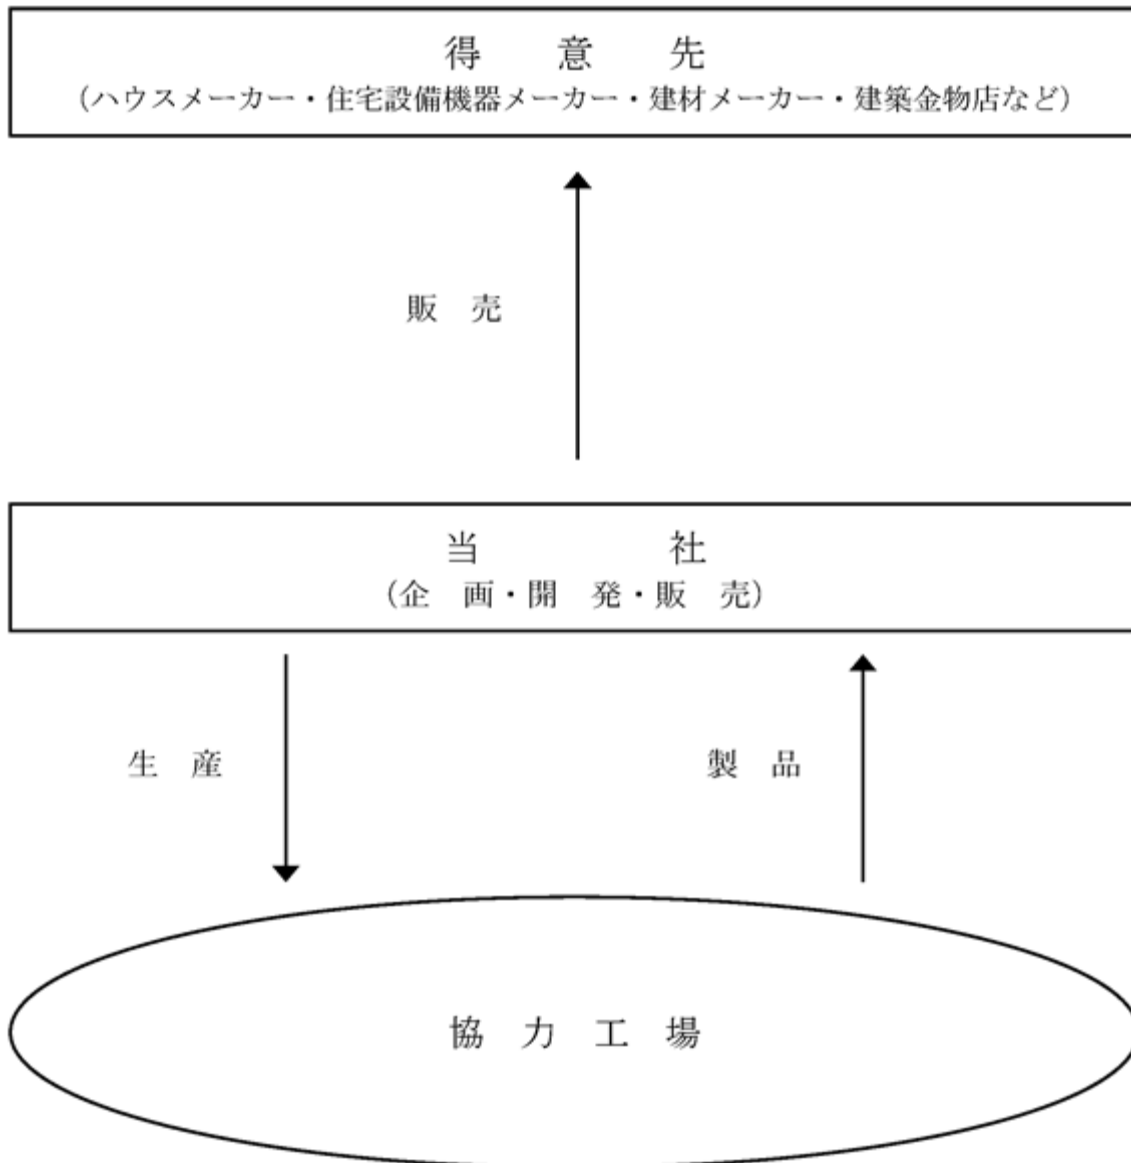 得　意　先
（ハウスメーカー・住宅設備機器メーカー・建材メーカー・建築金物店など）
販　売
当　社
（企　画・開　発・販　売）
生　産
製　品
協　力　工　場